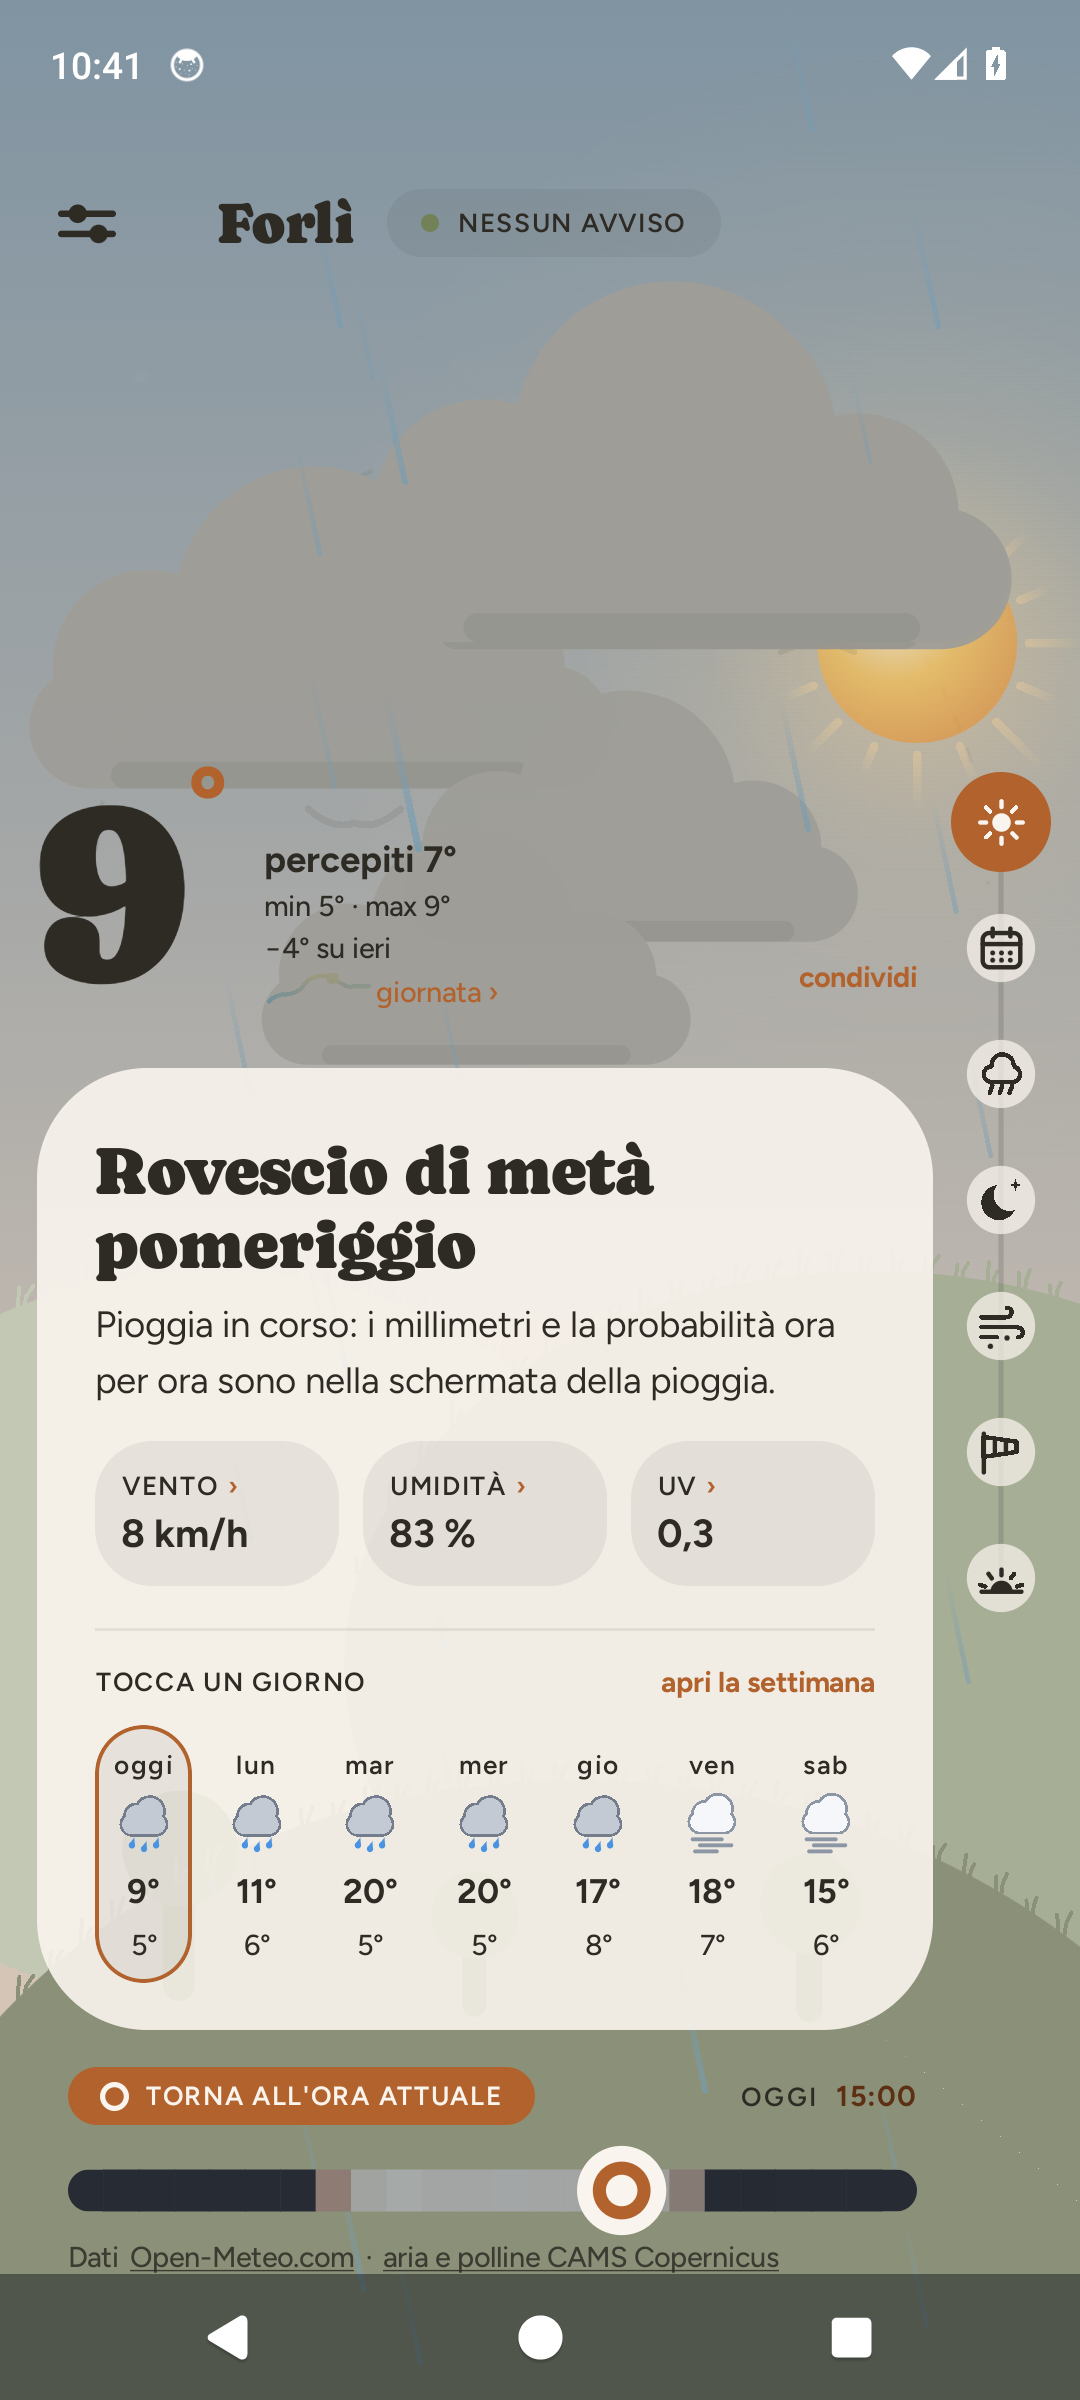 10:41
Forlì
NESSUN AVVISO
9°
percepiti 7°
min 5° · max 9°
−4° su ieri
giornata ›
condividi
Rovescio di metà
pomeriggio
Pioggia in corso: i millimetri e la probabilità ora
per ora sono nella schermata della pioggia.
VENTO › UMIDITÀ › UV ›
8 km/h 83 % 0,3
TOCCA UN GIORNO apri la settimana
oggi lun mar mer gio ven sab
9° 11° 20° 20° 17° 18° 15°
5° 6° 5° 5° 8° 7° 6°
TORNA ALL'ORA ATTUALE OGGI 15:00
Dati Open-Meteo.com · aria e polline CAMS Copernicus